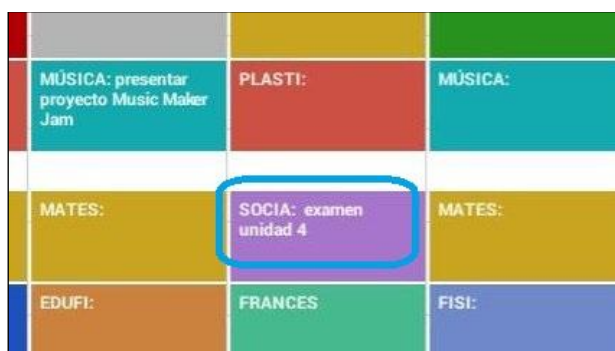 MÚSICA: presentar
proyecto Music Maker
Jam
PLASTI:
MÚSICA:
MATES:
SOCIA: examen
unidad 4
MATES:
EDUFI:
FRANCES
FISI: